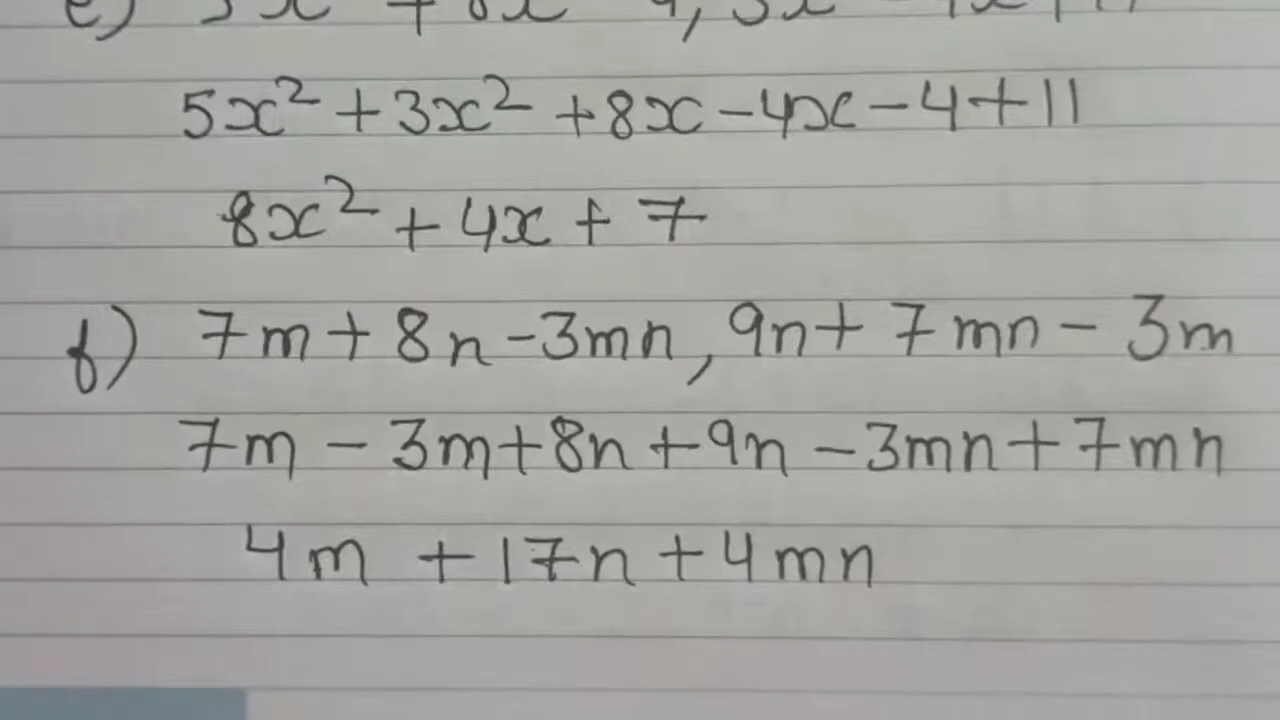 5x² + 3x² + 8x - 4x - 4 + 11
8x² + 4x + 7
f) 7m + 8n - 3mn, 9n + 7mn - 3m
7m - 3m + 8n + 9n - 3mn + 7mn
4m + 17n + 4mn